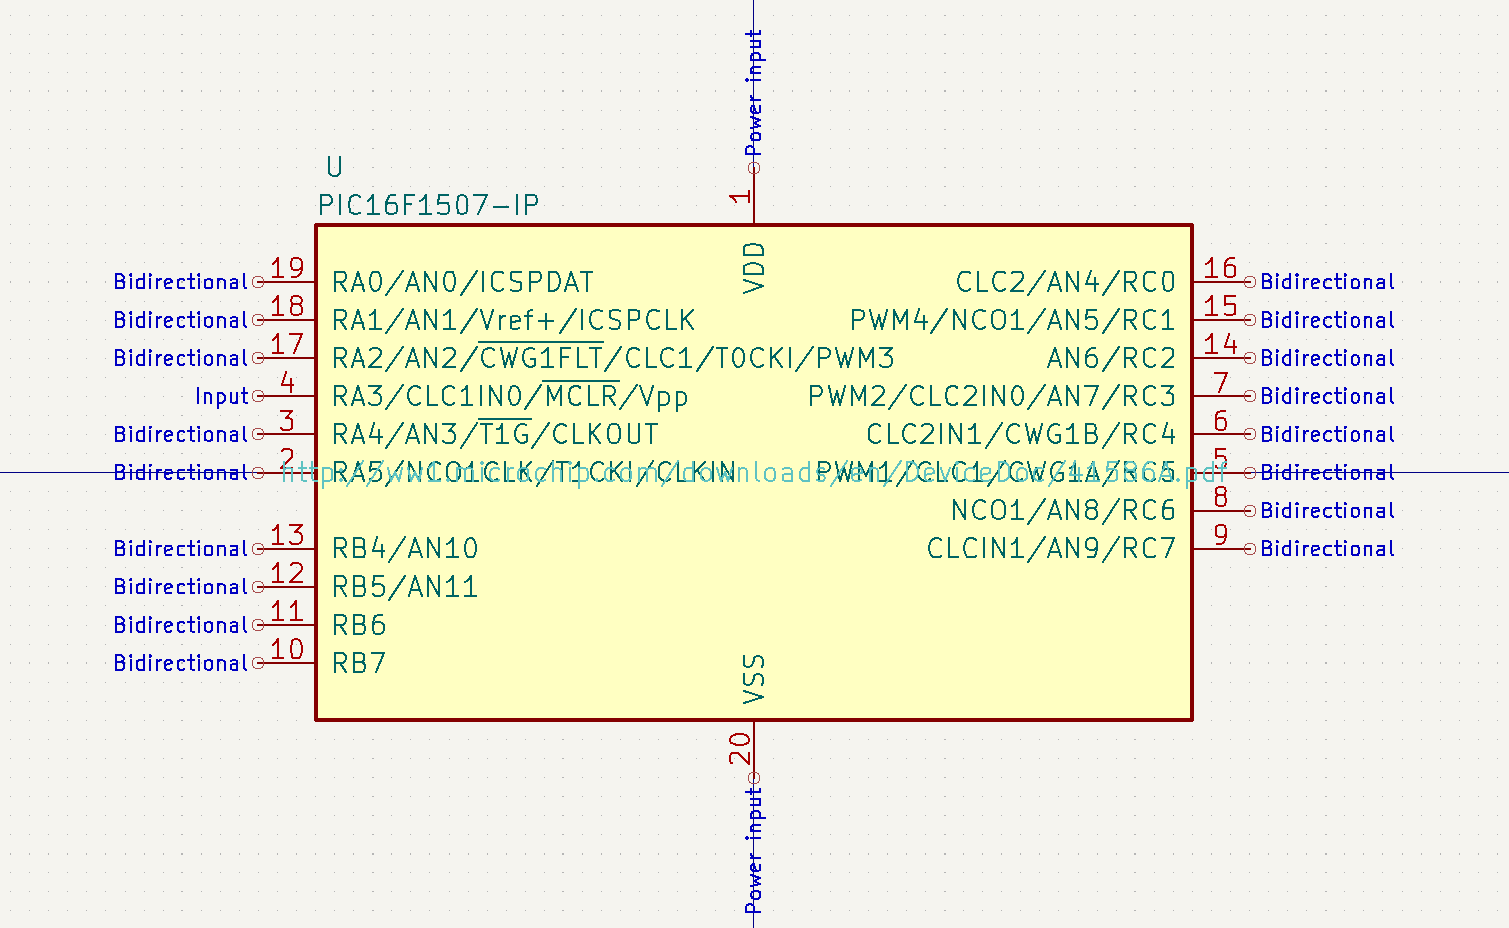 Power input
1
U
PIC16F1507-IP
VDD
Bidirectional 19 RA0/AN0/ICSPDAT
CLC2/AN4/RC0 16 Bidirectional
Bidirectional 18 RA1/AN1/Vref+/ICSPCLK
PWM4/NCO1/AN5/RC1 15 Bidirectional
Bidirectional 17 RA2/AN2/CWG1FLT/CLC1/T0CKI/PWM3
AN6/RC2 14 Bidirectional
Input 4 RA3/CLC1IN0/MCLR/Vpp
PWM2/CLC2IN0/AN7/RC3 7 Bidirectional
Bidirectional 3 RA4/AN3/T1G/CLKOUT
CLC2IN1/CWG1B/RC4 6 Bidirectional
Bidirectional 2 RA5/NCO1CLK/T1CKI/CLKIN
PWM1/CLC1/CWG1A/RC5 5 Bidirectional
http://ww1.microchip.com/downloads/en/DeviceDoc/41586A.pdf
NCO1/AN8/RC6 8 Bidirectional
Bidirectional 13 RB4/AN10
CLCIN1/AN9/RC7 9 Bidirectional
Bidirectional 12 RB5/AN11
Bidirectional 11 RB6
Bidirectional 10 RB7
VSS
20
Power input